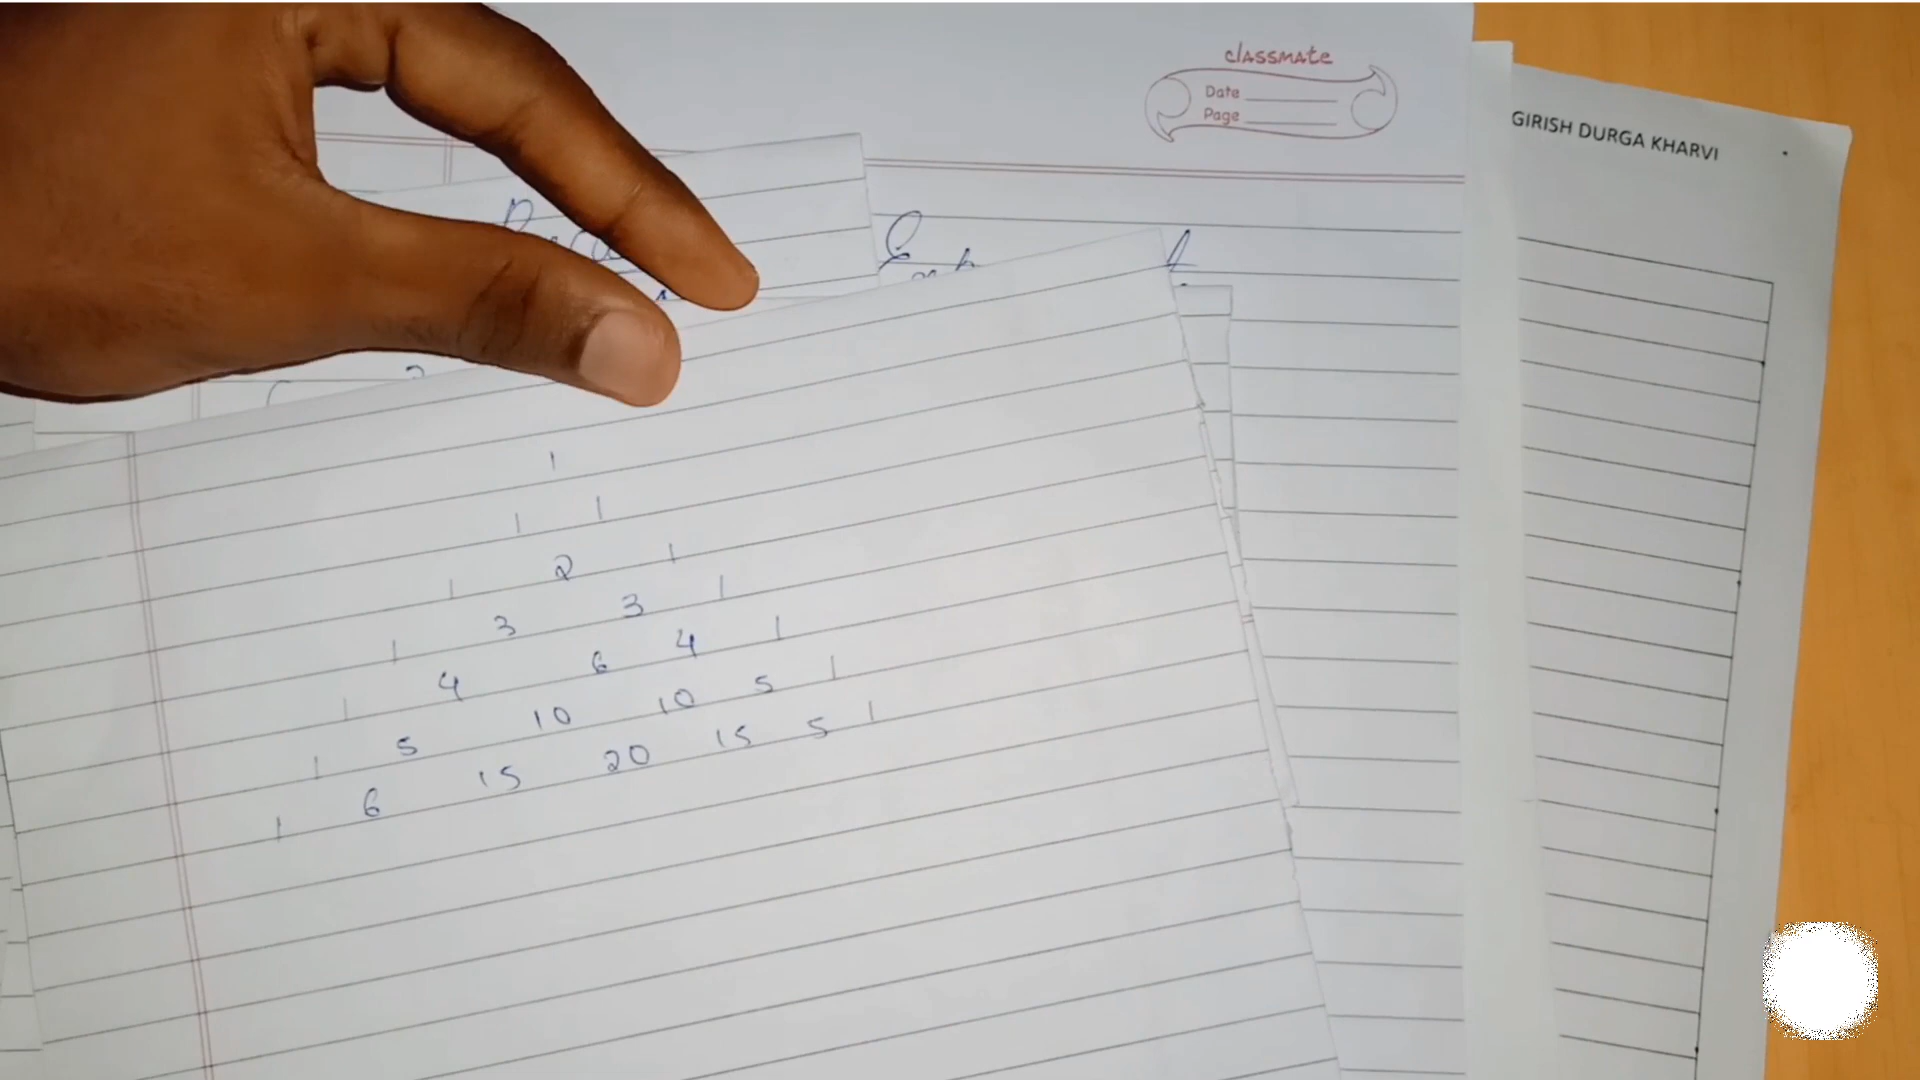 classmate
Date
Page
GIRISH DURGA KHARVI
1
1 1
1 2 1
1 3 3 1
1 4 6 4 1
1 5 10 10 5 1
1 6 15 20 15 5 1